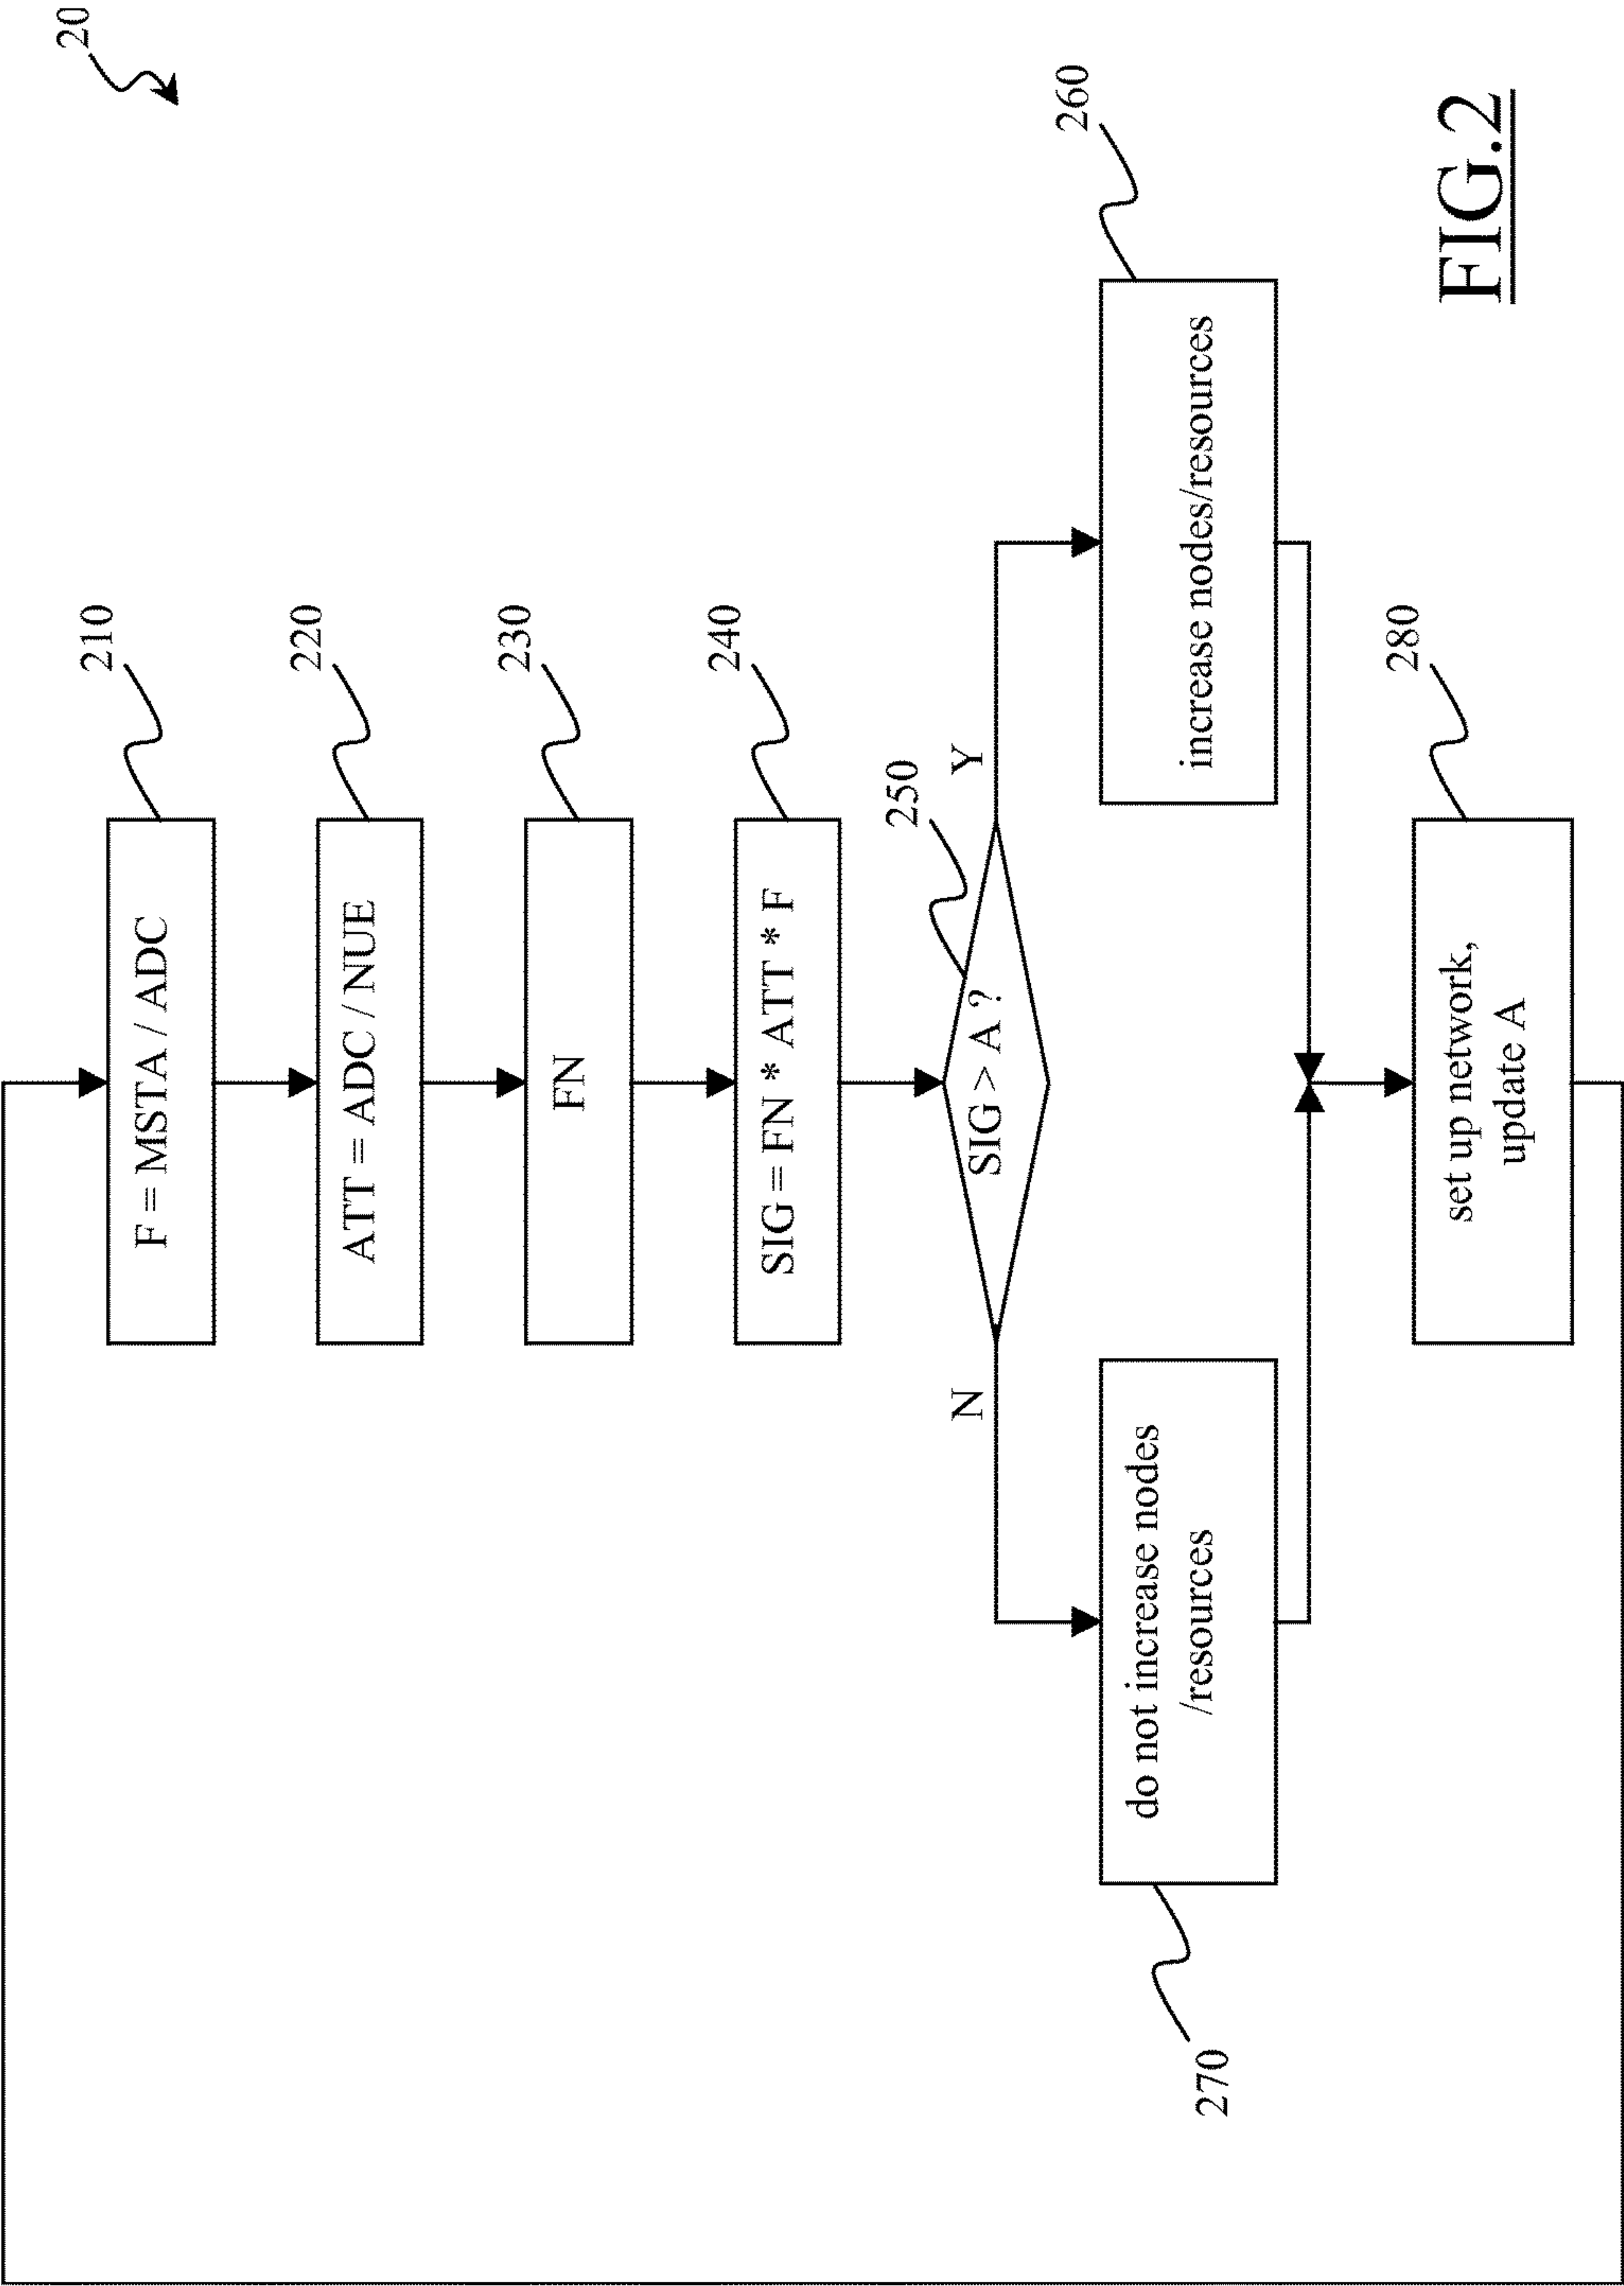 20
210
F = MSTA / ADC
220
ATT = ADC / NUE
230
FN
240
SIG = FN * ATT * F
250
SIG > A ?
N
Y
260
do not increase nodes
/resources
increase nodes/resources
270
280
set up network,
update A
FIG.2